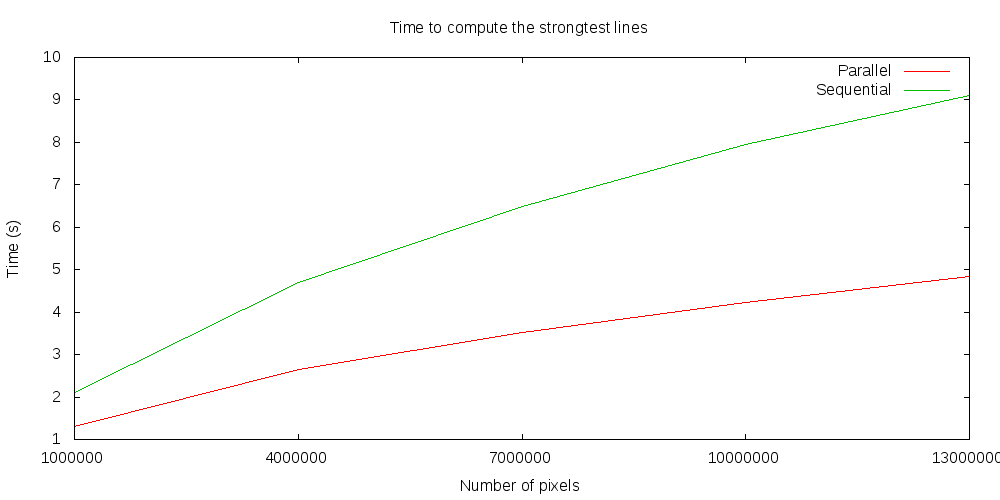 Time to compute the strongtest lines
Parallel
Sequential
10
9
8
7
6
5
4
3
2
1
Time (s)
1000000 4000000 7000000 10000000 13000000
Number of pixels